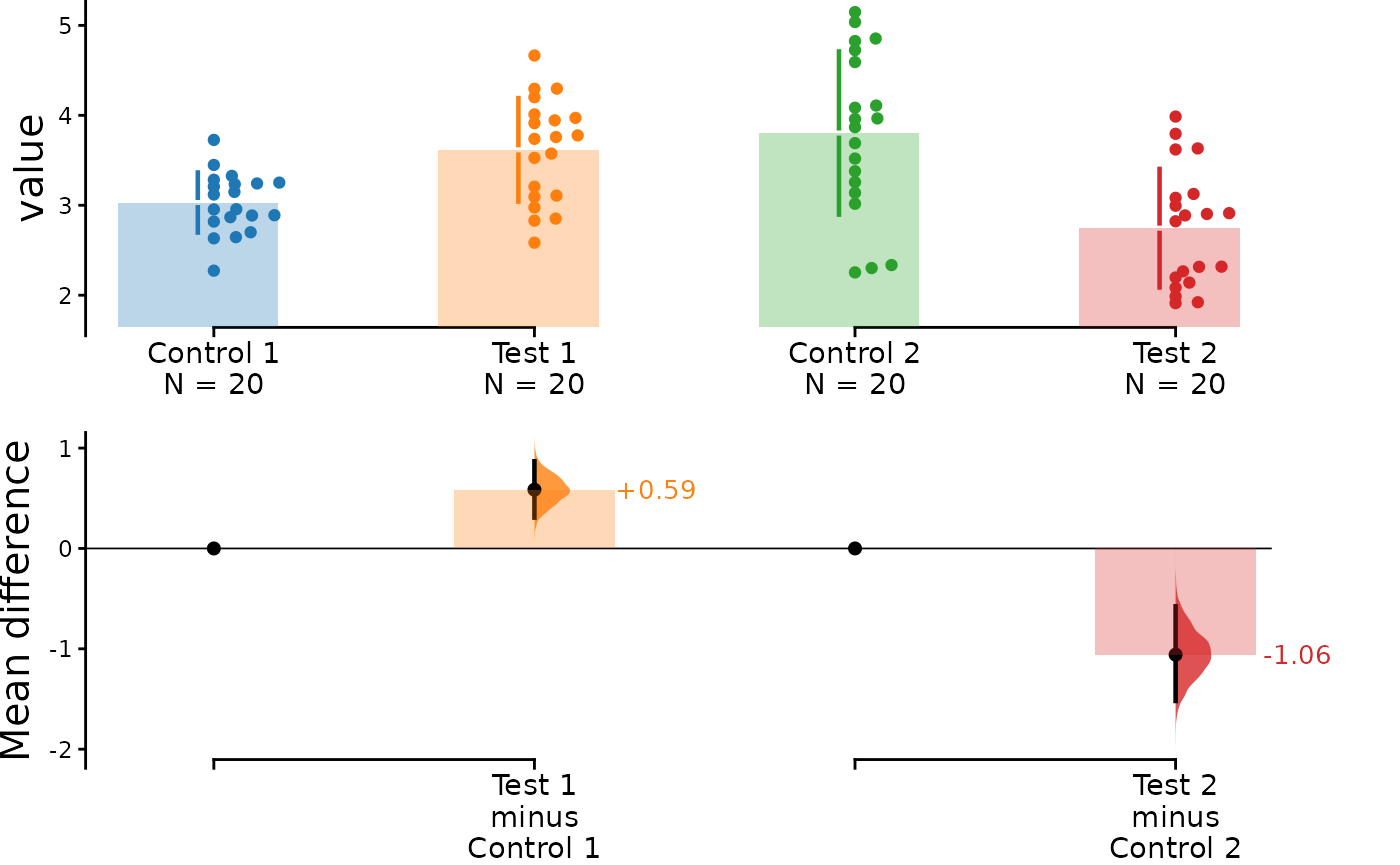 value
5
4
3
2
Control 1
N = 20
Test 1
N = 20
Control 2
N = 20
Test 2
N = 20
Mean difference
1
0
-1
-2
+0.59
-1.06
Test 1
minus
Control 1
Test 2
minus
Control 2